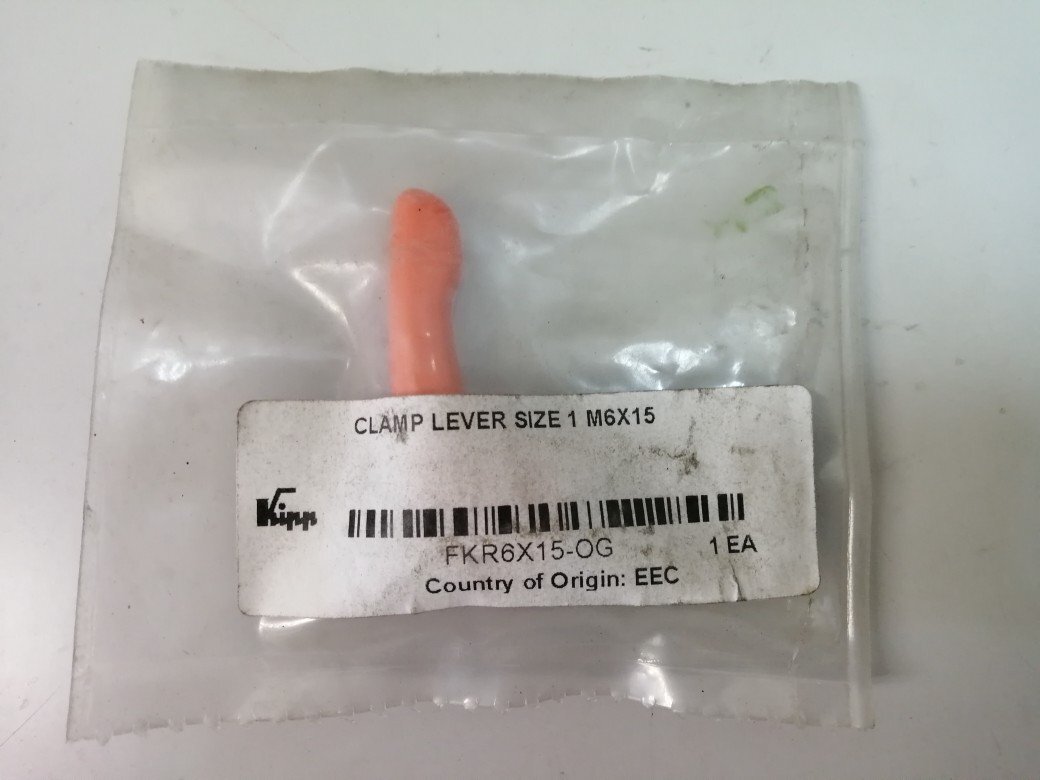 CLAMP LEVER SIZE 1 M6X15
Kipp
FKR6X15-OG 1 EA
Country of Origin: EEC